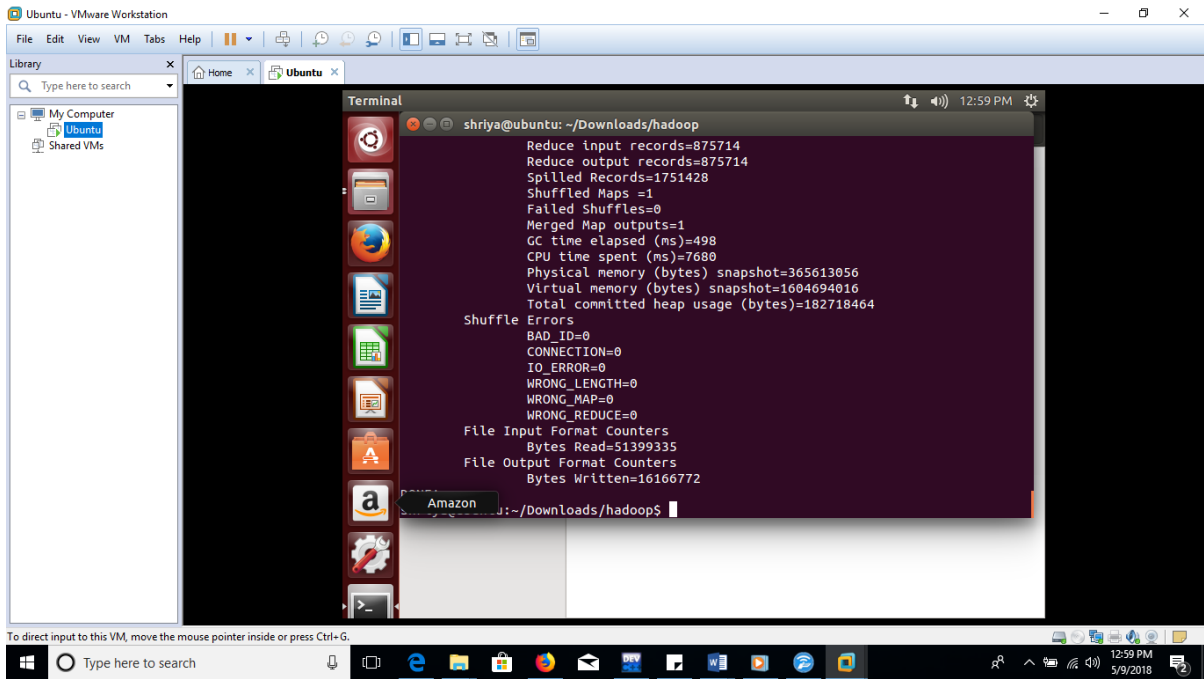 Ubuntu - VMware Workstation
File Edit View VM Tabs Help
Library
Type here to search
My Computer
Ubuntu
Shared VMs
Home
Ubuntu
Terminal
12:59 PM
shriya@ubuntu: ~/Downloads/hadoop
Reduce input records=875714
Reduce output records=875714
Spilled Records=1751428
Shuffled Maps =1
Failed Shuffles=0
Merged Map outputs=1
GC time elapsed (ms)=498
CPU time spent (ms)=7680
Physical memory (bytes) snapshot=365613056
Virtual memory (bytes) snapshot=1604694016
Total committed heap usage (bytes)=182718464
Shuffle Errors
BAD_ID=0
CONNECTION=0
IO_ERROR=0
WRONG_LENGTH=0
WRONG_MAP=0
WRONG_REDUCE=0
File Input Format Counters
Bytes Read=51399335
File Output Format Counters
Bytes Written=16166772
Amazon
u:~/Downloads/hadoop$
To direct input to this VM, move the mouse pointer inside or press Ctrl+G.
Type here to search
DEV
12:59 PM
5/9/2018
2